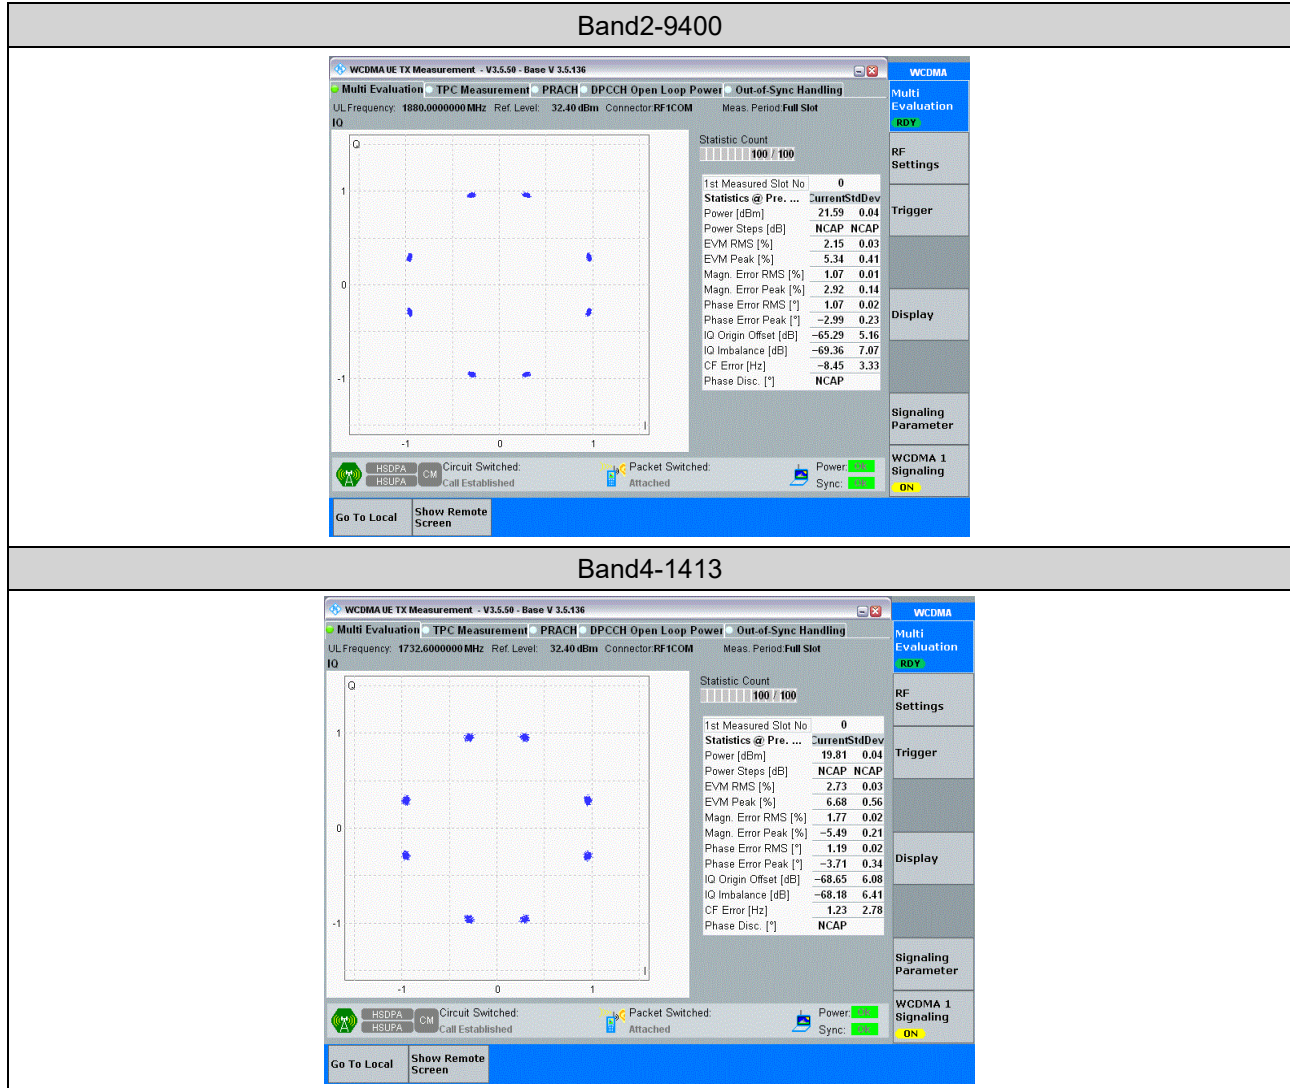 Band2-9400
WCDMA UE TX Measurement - V3.5.50 - Base V 3.5.136
WCDMA
Multi Evaluation TPC Measurement PRACH DPCCH Open Loop Power Out-of-Sync Handling
Multi
Evaluation
RDY
UL Frequency: 1880.0000000 MHz Ref. Level: 32.40 dBm Connector:RF1COM Meas. Period:Full Slot
IQ
Q
1
0
-1
-1 0 1
I
Statistic Count
100 / 100
1st Measured Slot No 0
Statistics @ Pre. ... Current StdDev
Power [dBm] 21.59 0.04
Power Steps [dB] NCAP NCAP
EVM RMS [%] 2.15 0.03
EVM Peak [%] 5.34 0.41
Magn. Error RMS [%] 1.07 0.01
Magn. Error Peak [%] 2.92 0.14
Phase Error RMS [°] 1.07 0.02
Phase Error Peak [°] -2.99 0.23
IQ Origin Offset [dB] -65.29 5.16
IQ Imbalance [dB] -69.36 7.07
CF Error [Hz] -8.45 3.33
Phase Disc. [°] NCAP
RF
Settings
Trigger
Display
Signaling
Parameter
WCDMA 1
Signaling
ON
HSDPA
HSUPA
CM
Circuit Switched:
Call Established
Packet Switched:
Attached
Power: OK
Sync: OK
Go To Local
Show Remote
Screen
Band4-1413
WCDMA UE TX Measurement - V3.5.50 - Base V 3.5.136
WCDMA
Multi Evaluation TPC Measurement PRACH DPCCH Open Loop Power Out-of-Sync Handling
Multi
Evaluation
RDY
UL Frequency: 1732.6000000 MHz Ref. Level: 32.40 dBm Connector:RF1COM Meas. Period:Full Slot
IQ
Q
1
0
-1
-1 0 1
I
Statistic Count
100 / 100
1st Measured Slot No 0
Statistics @ Pre. ... Current StdDev
Power [dBm] 19.81 0.04
Power Steps [dB] NCAP NCAP
EVM RMS [%] 2.73 0.03
EVM Peak [%] 6.68 0.56
Magn. Error RMS [%] 1.77 0.02
Magn. Error Peak [%] -5.49 0.21
Phase Error RMS [°] 1.19 0.02
Phase Error Peak [°] -3.71 0.34
IQ Origin Offset [dB] -68.65 6.08
IQ Imbalance [dB] -68.18 6.41
CF Error [Hz] 1.23 2.78
Phase Disc. [°] NCAP
RF
Settings
Trigger
Display
Signaling
Parameter
WCDMA 1
Signaling
ON
HSDPA
HSUPA
CM
Circuit Switched:
Call Established
Packet Switched:
Attached
Power: OK
Sync: OK
Go To Local
Show Remote
Screen